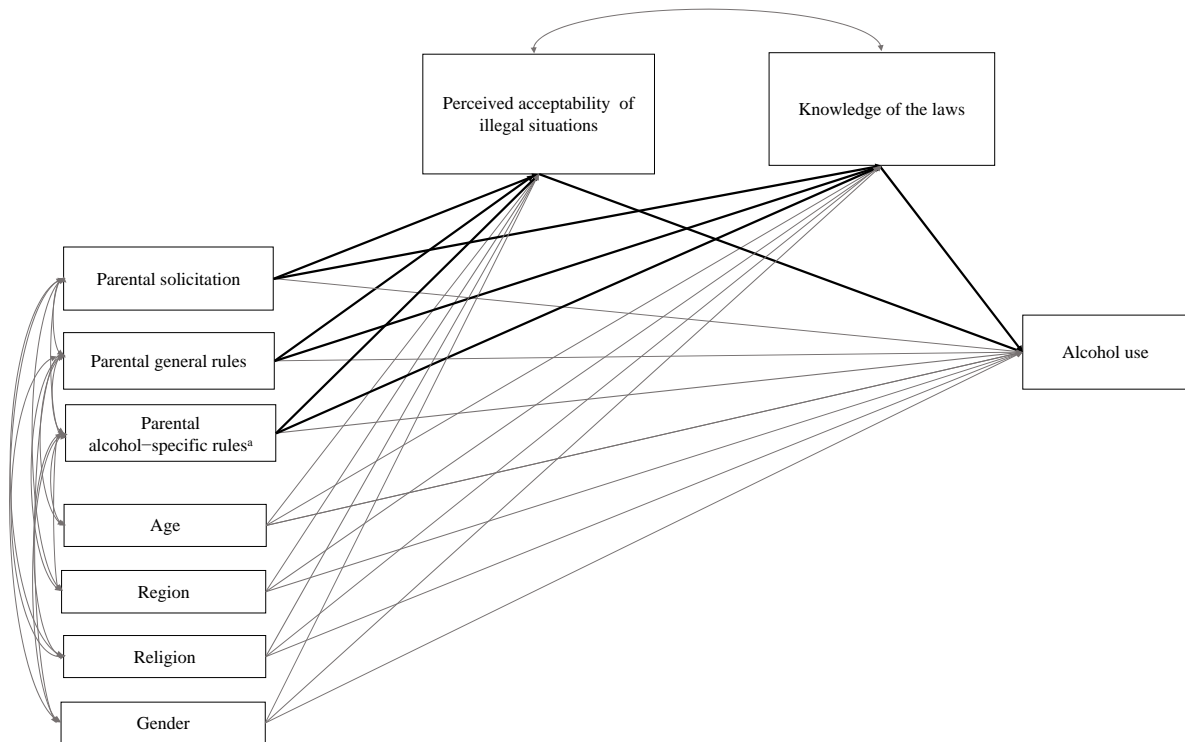 Perceived acceptability of
illegal situations
Knowledge of the laws
Parental solicitation
Parental general rules
Parental
alcohol−specific rulesᵃ
Age
Region
Religion
Gender
Alcohol use